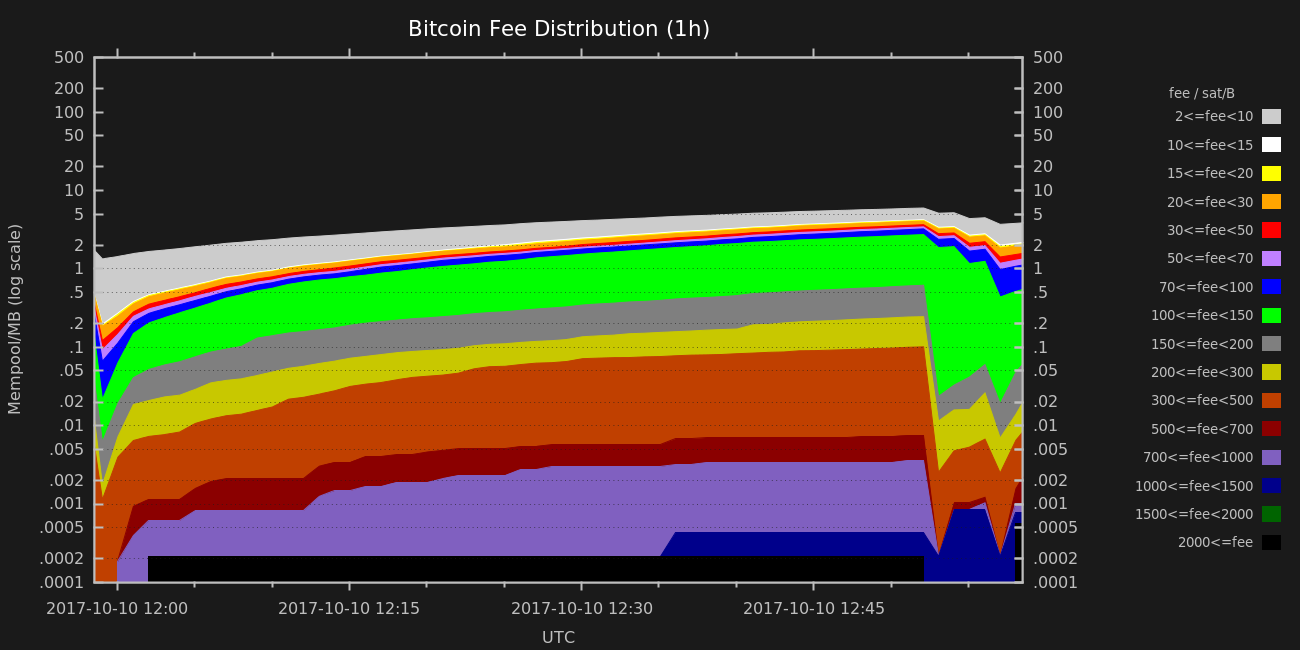 Bitcoin Fee Distribution (1h)
Mempool/MB (log scale)
500
200
100
50
20
10
5
2
1
.5
.2
.1
.05
.02
.01
.005
.002
.001
.0005
.0002
.0001
500
200
100
50
20
10
5
2
1
.5
.2
.1
.05
.02
.01
.005
.002
.001
.0005
.0002
.0001
2017-10-10 12:00
2017-10-10 12:15
2017-10-10 12:30
2017-10-10 12:45
UTC
fee / sat/B
2<=fee<10
10<=fee<15
15<=fee<20
20<=fee<30
30<=fee<50
50<=fee<70
70<=fee<100
100<=fee<150
150<=fee<200
200<=fee<300
300<=fee<500
500<=fee<700
700<=fee<1000
1000<=fee<1500
1500<=fee<2000
2000<=fee